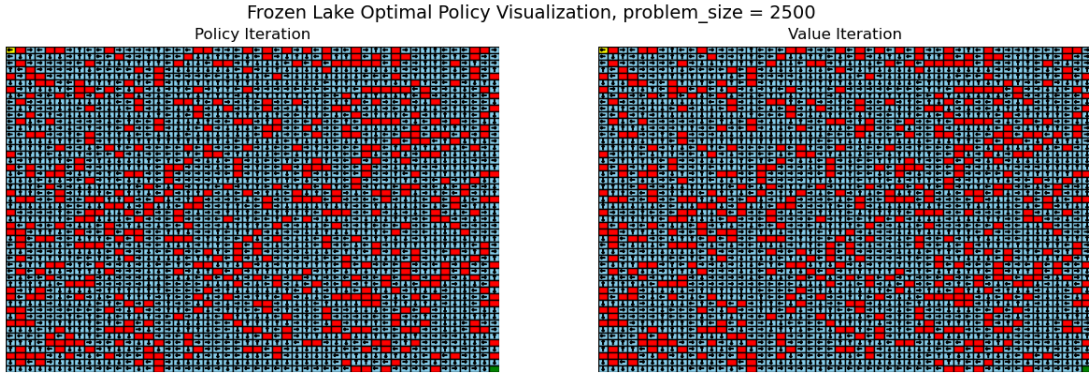 Frozen Lake Optimal Policy Visualization, problem_size = 2500
Policy Iteration
Value Iteration